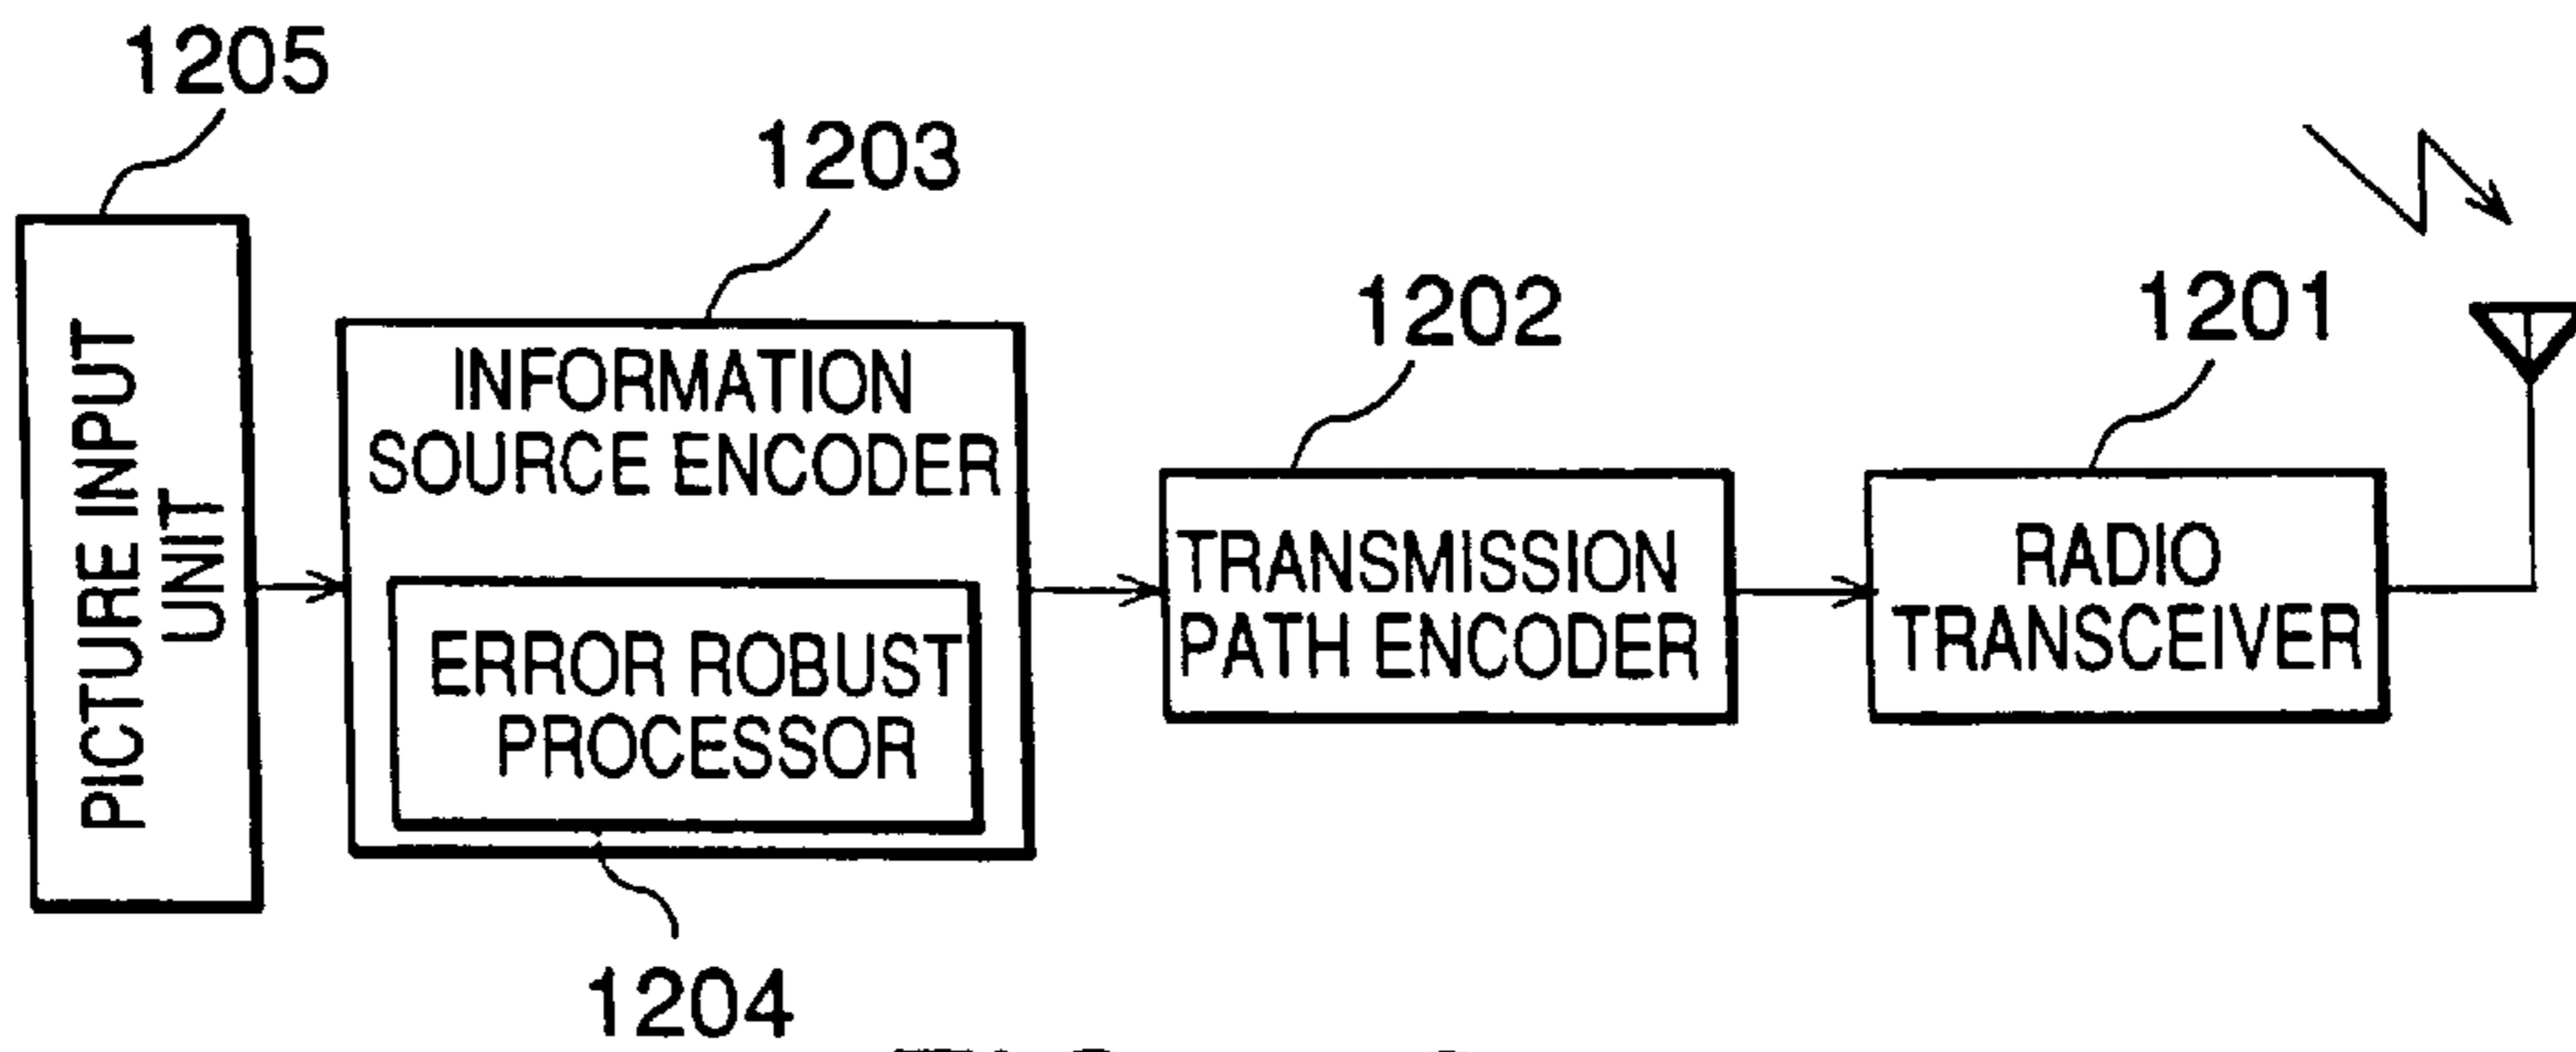 1205
1203
1202
1201
PICTURE INPUT
UNIT
INFORMATION
SOURCE ENCODER
ERROR ROBUST
PROCESSOR
TRANSMISSION
PATH ENCODER
RADIO
TRANSCEIVER
1204